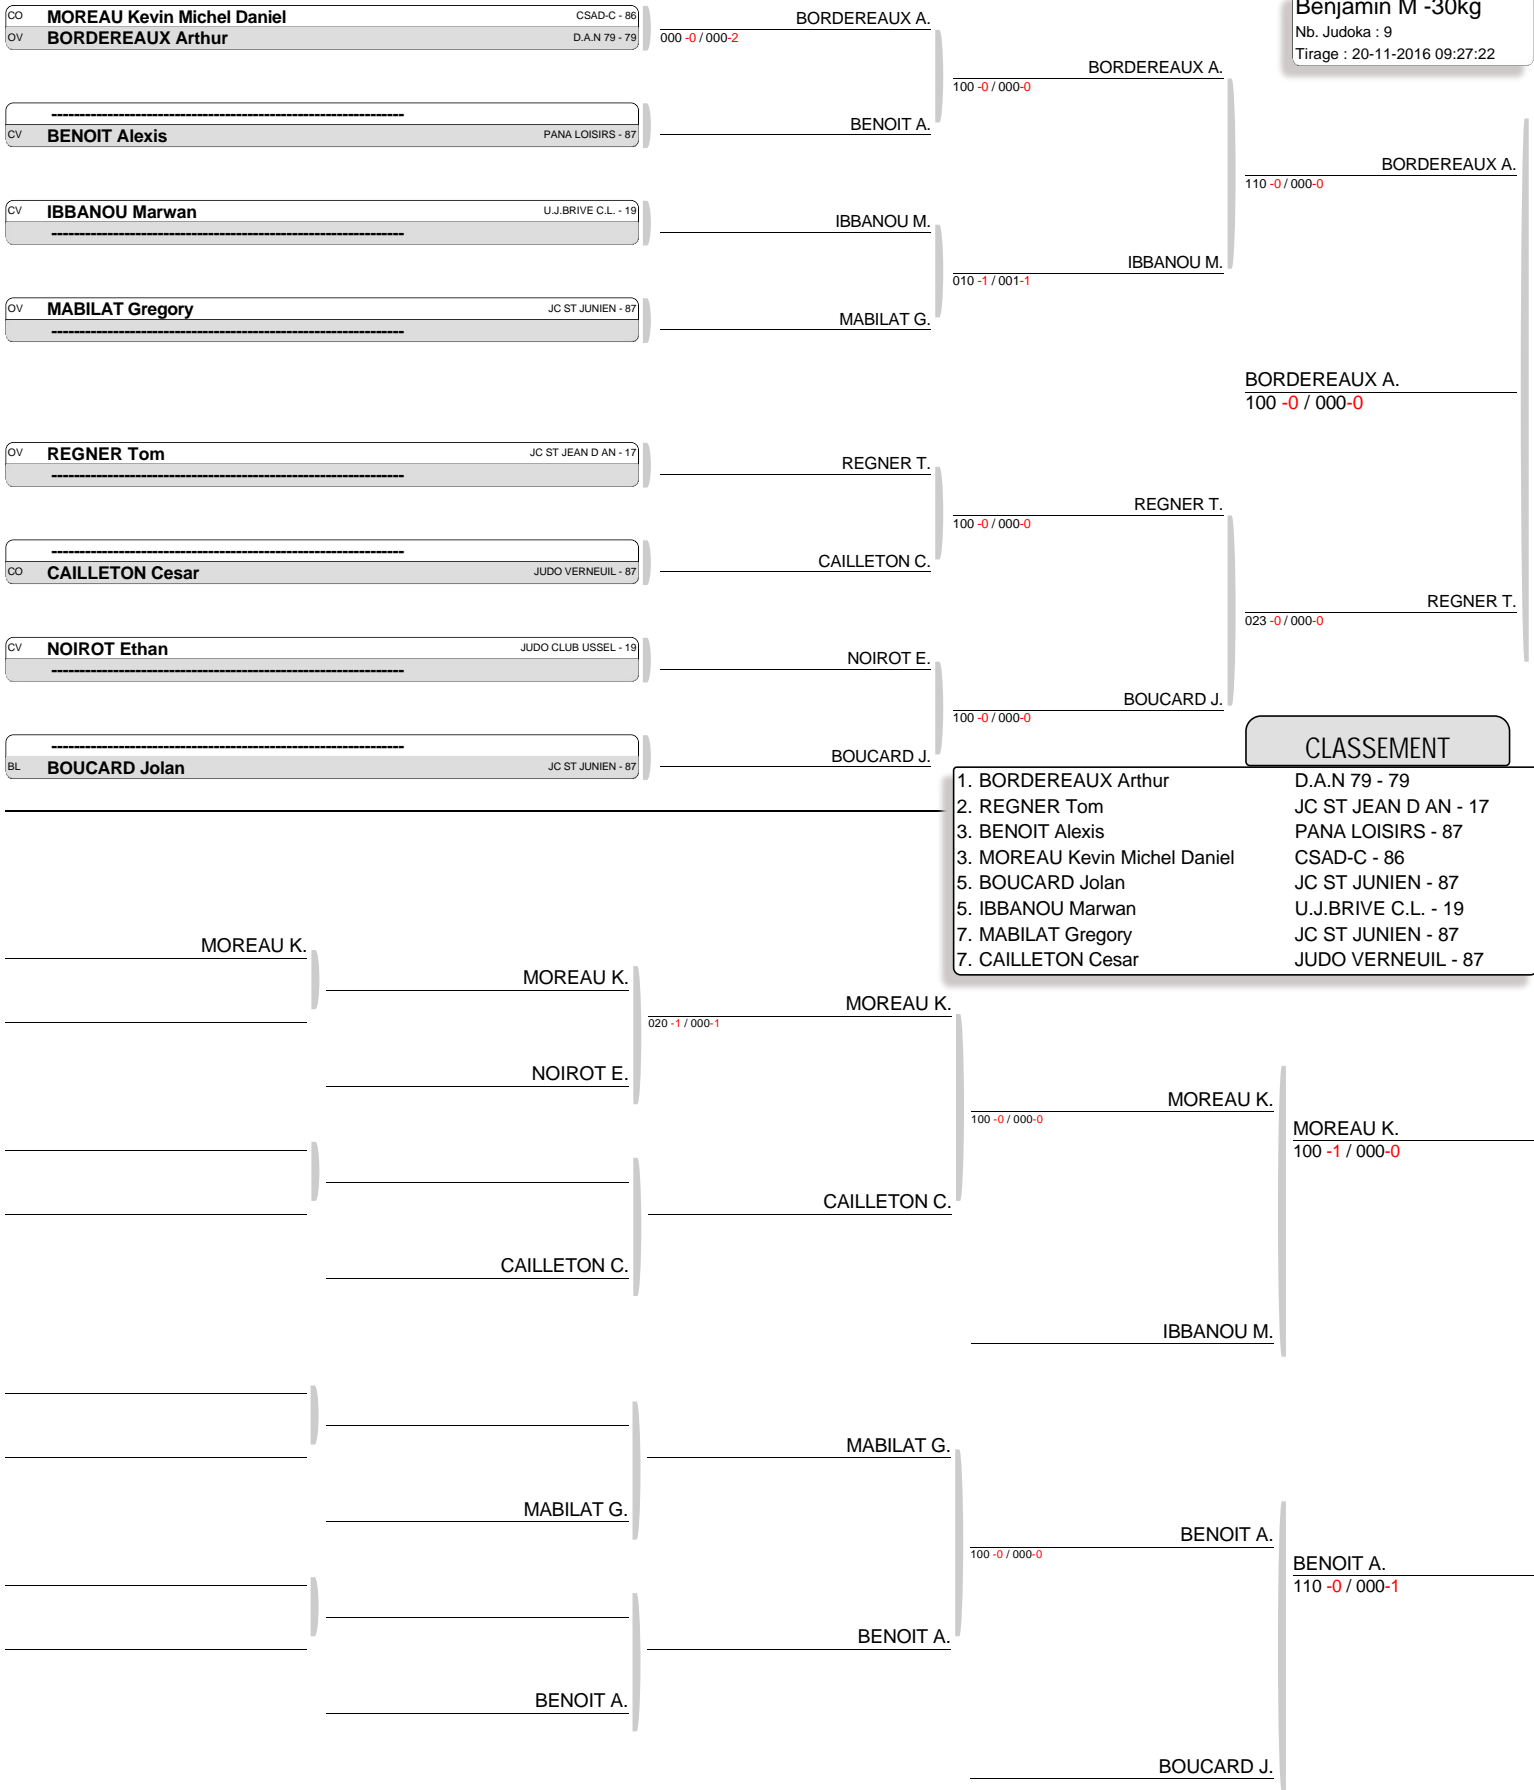 Benjamin M -30kg
Nb. Judoka : 9
Tirage : 20-11-2016 09:27:22
CO MOREAU Kevin Michel Daniel CSAD-C - 86
OV BORDEREAUX Arthur D.A.N 79 - 79
------------------------------------------------------------
CV BENOIT Alexis PANA LOISIRS - 87
CV IBBANOU Marwan U.J.BRIVE C.L. - 19
------------------------------------------------------------
OV MABILAT Gregory JC ST JUNIEN - 87
------------------------------------------------------------
OV REGNER Tom JC ST JEAN D AN - 17
------------------------------------------------------------
------------------------------------------------------------
CO CAILLETON Cesar JUDO VERNEUIL - 87
CV NOIROT Ethan JUDO CLUB USSEL - 19
------------------------------------------------------------
------------------------------------------------------------
BL BOUCARD Jolan JC ST JUNIEN - 87
BORDEREAUX A.
000 -0 / 000-2
BENOIT A.
IBBANOU M.
MABILAT G.
REGNER T.
CAILLETON C.
NOIROT E.
BOUCARD J.
BORDEREAUX A.
100 -0 / 000-0
IBBANOU M.
010 -1 / 001-1
REGNER T.
100 -0 / 000-0
BOUCARD J.
100 -0 / 000-0
BORDEREAUX A.
110 -0 / 000-0
BORDEREAUX A.
100 -0 / 000-0
REGNER T.
023 -0 / 000-0
CLASSEMENT
1. BORDEREAUX Arthur D.A.N 79 - 79
2. REGNER Tom JC ST JEAN D AN - 17
3. BENOIT Alexis PANA LOISIRS - 87
3. MOREAU Kevin Michel Daniel CSAD-C - 86
5. BOUCARD Jolan JC ST JUNIEN - 87
5. IBBANOU Marwan U.J.BRIVE C.L. - 19
7. MABILAT Gregory JC ST JUNIEN - 87
7. CAILLETON Cesar JUDO VERNEUIL - 87
MOREAU K.
MOREAU K.
NOIROT E.
CAILLETON C.
MABILAT G.
BENOIT A.
MOREAU K.
020 -1 / 000-1
CAILLETON C.
MABILAT G.
BENOIT A.
MOREAU K.
100 -0 / 000-0
IBBANOU M.
BENOIT A.
100 -0 / 000-0
BOUCARD J.
MOREAU K.
100 -1 / 000-0
BENOIT A.
110 -0 / 000-1